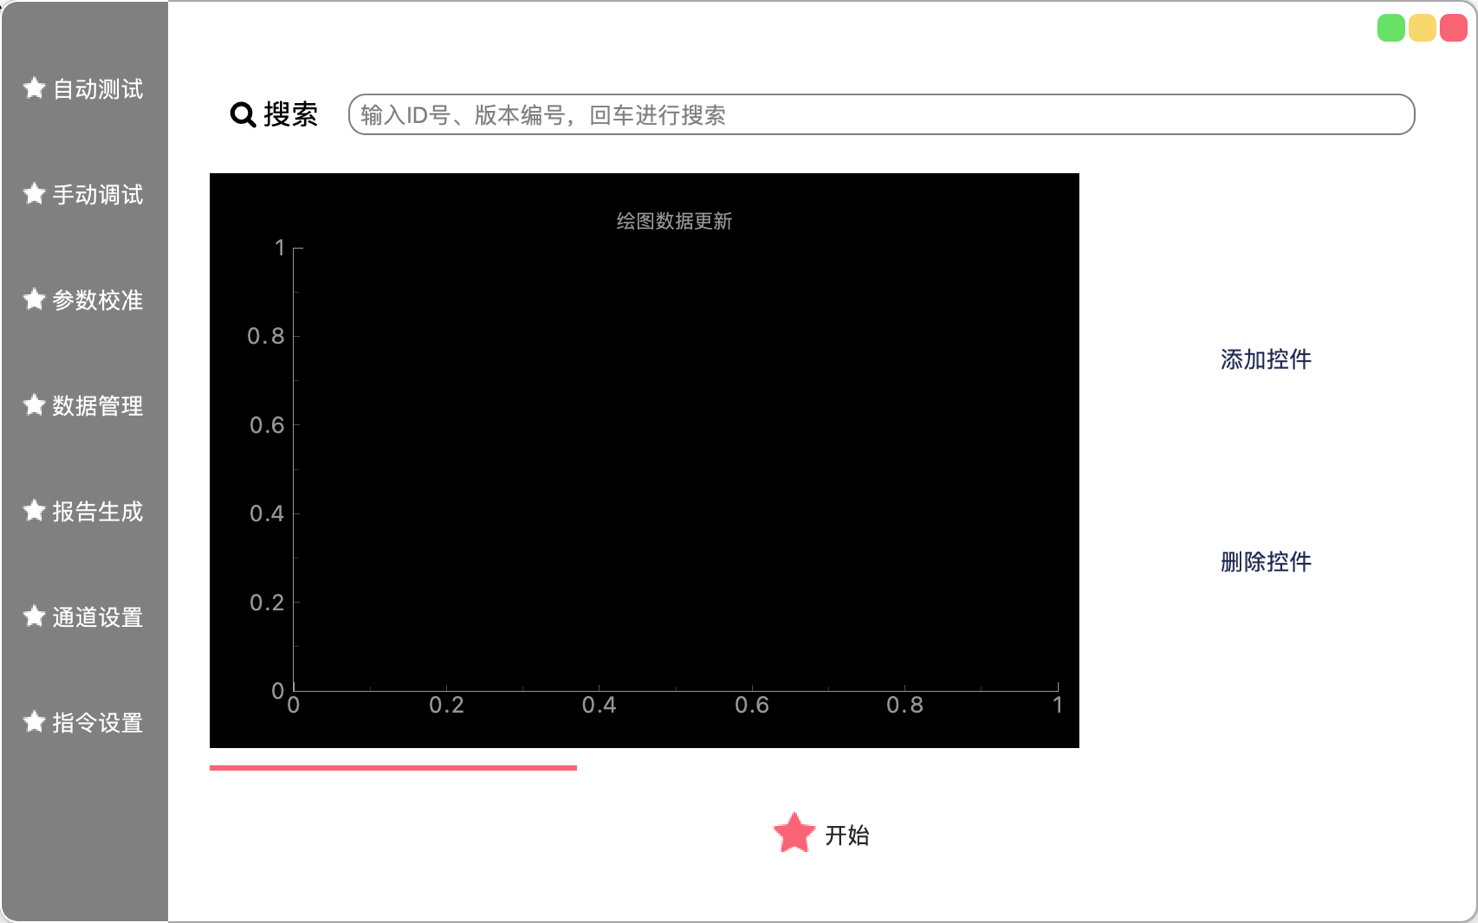 自动测试
手动调试
参数校准
数据管理
报告生成
通道设置
指令设置
搜索
输入ID号、版本编号，回车进行搜索
绘图数据更新
1
0.8
0.6
0.4
0.2
0
0 0.2 0.4 0.6 0.8 1
添加控件
删除控件
开始